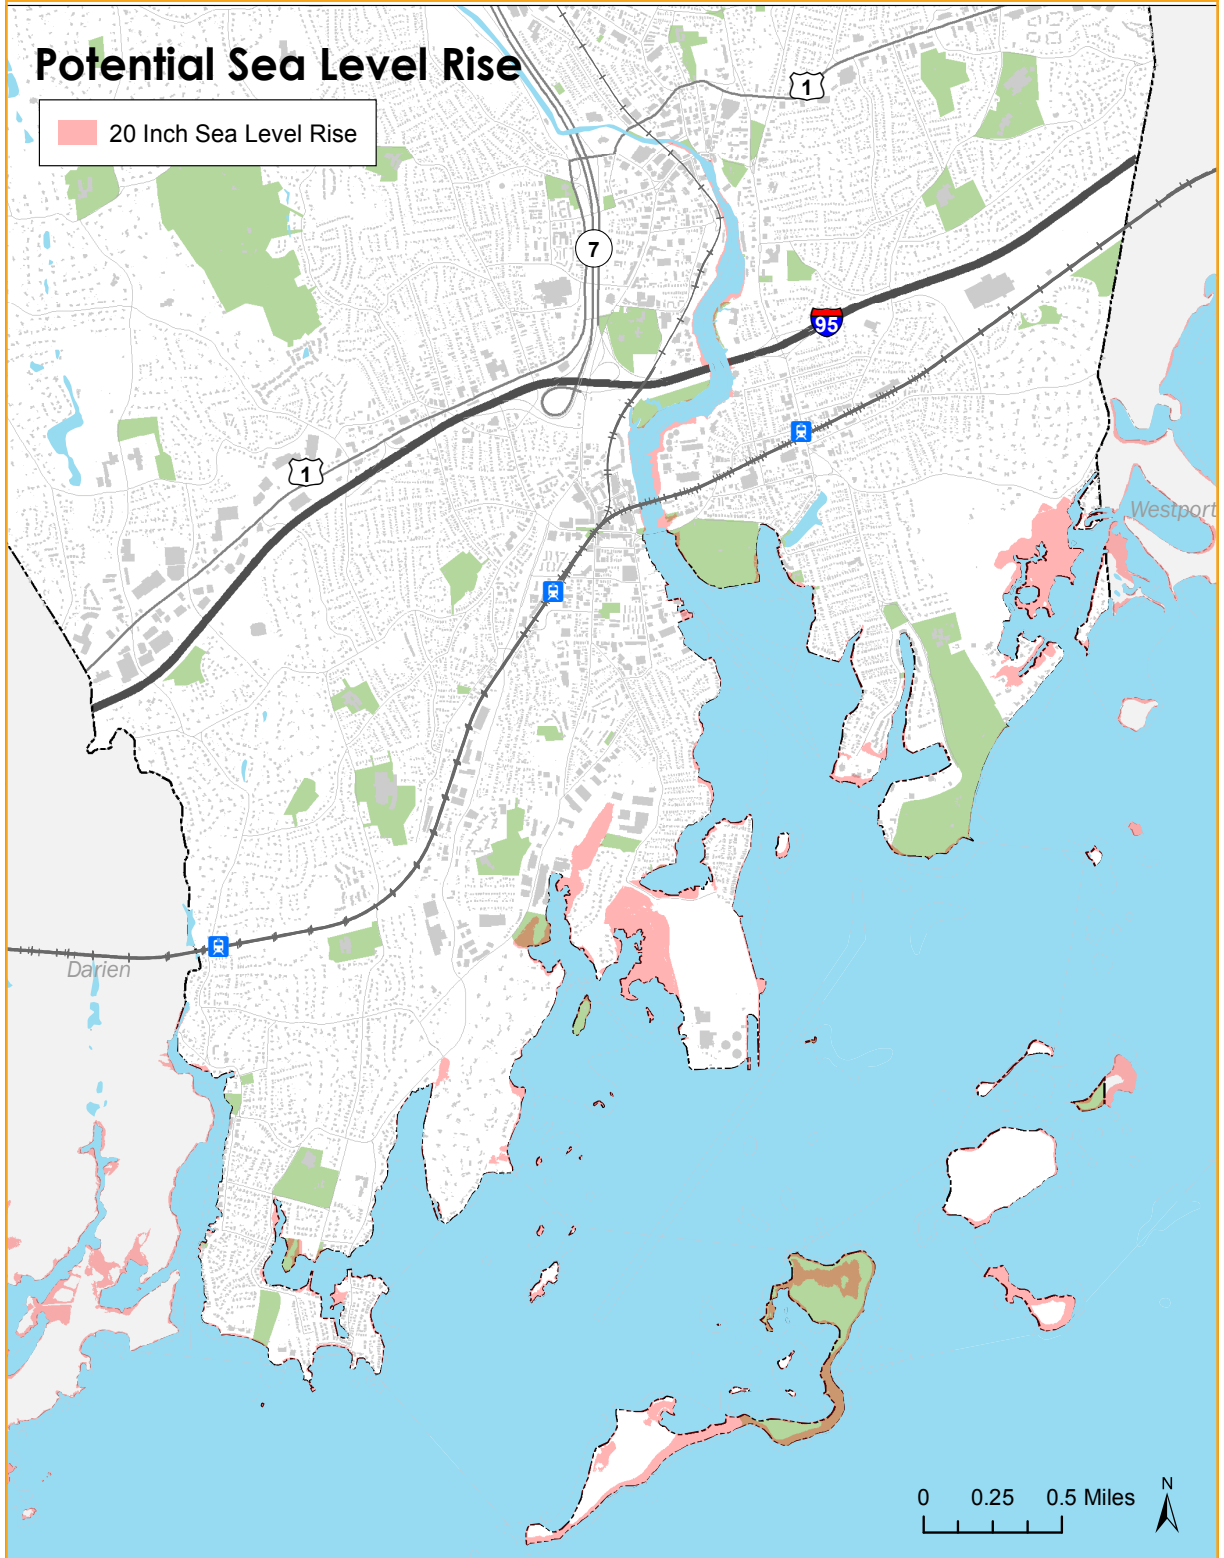 Potential Sea Level Rise
20 Inch Sea Level Rise
1
7
95
1
Westport
Darien
0 0.25 0.5 Miles
N